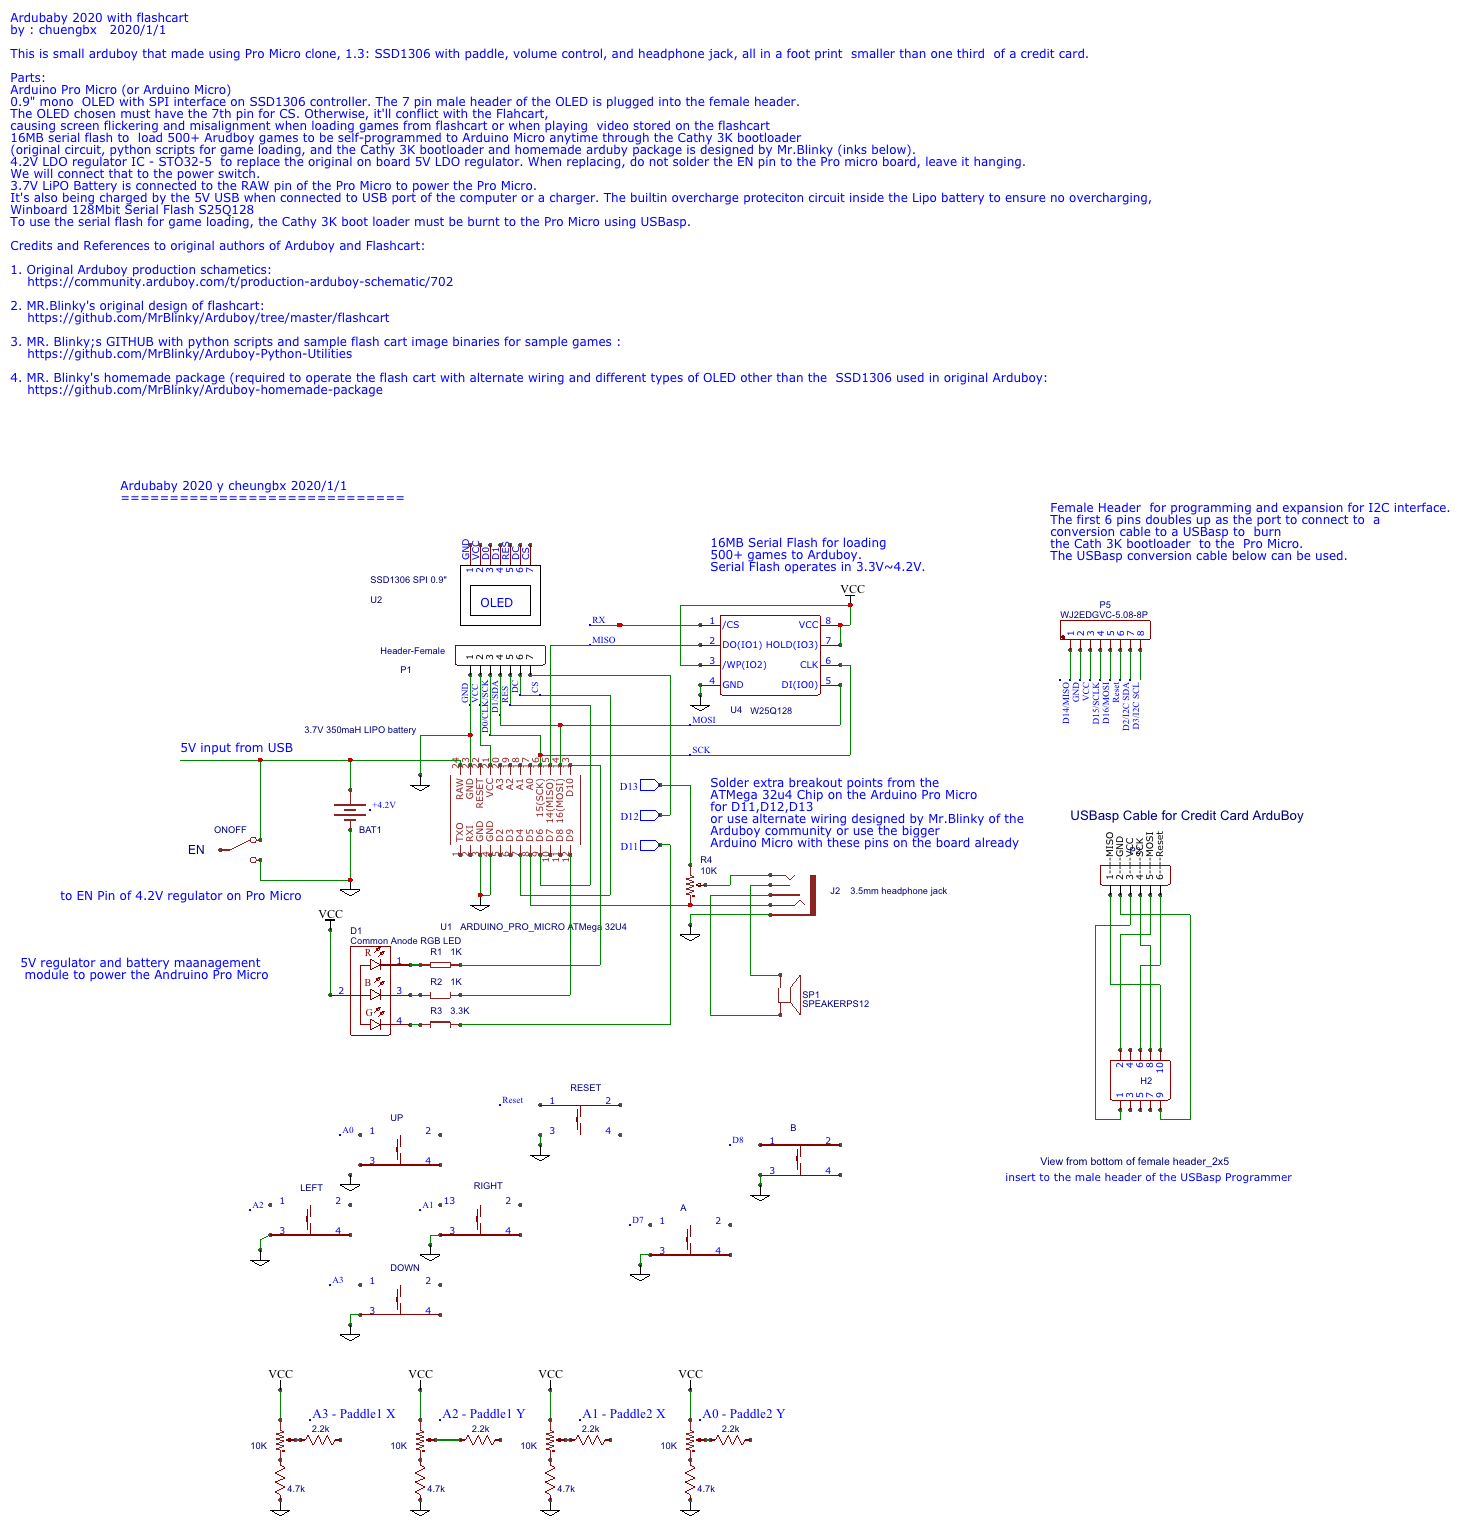 Ardubaby 2020 with flashcart
by : chuengbx   2020/1/1
This is small arduboy that made using Pro Micro clone, 1.3: SSD1306 with paddle, volume control, and headphone jack, all in a foot print  smaller than one third  of a credit card.
Parts:
Arduino Pro Micro (or Arduino Micro)
0.9" mono  OLED with SPI interface on SSD1306 controller. The 7 pin male header of the OLED is plugged into the female header.
The OLED chosen must have the 7th pin for CS. Otherwise, it'll conflict with the Flahcart,
causing screen flickering and misalignment when loading games from flashcart or when playing  video stored on the flashcart
16MB serial flash to  load 500+ Arudboy games to be self-programmed to Arduino Micro anytime through the Cathy 3K bootloader
(original circuit, python scripts for game loading, and the Cathy 3K bootloader and homemade arduby package is designed by Mr.Blinky (inks below).
4.2V LDO regulator IC - STO32-5  to replace the original on board 5V LDO regulator. When replacing, do not solder the EN pin to the Pro micro board, leave it hanging.
We will connect that to the power switch.
3.7V LiPO Battery is connected to the RAW pin of the Pro Micro to power the Pro Micro.
It's also being charged by the 5V USB when connected to USB port of the computer or a charger. The builtin overcharge proteciton circuit inside the Lipo battery to ensure no overcharging,
Winboard 128Mbit Serial Flash S25Q128
To use the serial flash for game loading, the Cathy 3K boot loader must be burnt to the Pro Micro using USBasp.
Credits and References to original authors of Arduboy and Flashcart:
1. Original Arduboy production schametics:
https://community.arduboy.com/t/production-arduboy-schematic/702
2. MR.Blinky's original design of flashcart:
https://github.com/MrBlinky/Arduboy/tree/master/flashcart
3. MR. Blinky;s GITHUB with python scripts and sample flash cart image binaries for sample games :
https://github.com/MrBlinky/Arduboy-Python-Utilities
4. MR. Blinky's homemade package (required to operate the flash cart with alternate wiring and different types of OLED other than the  SSD1306 used in original Arduboy:
https://github.com/MrBlinky/Arduboy-homemade-package
Ardubaby 2020 y cheungbx 2020/1/1
============================
Female Header  for programming and expansion for I2C interface.
The first 6 pins doubles up as the port to connect to  a
conversion cable to a USBasp to  burn
the Cath 3K bootloader  to the  Pro Micro.
The USBasp conversion cable below can be used.
16MB Serial Flash for loading
500+ games to Arduboy.
Serial Flash operates in 3.3V~4.2V.
GND VCC D0 D1 RES DC CS
1 2 3 4 5 6 7
SSD1306 SPI 0.9"
U2
OLED
VCC
RX
MISO
1 /CS VCC 8
2 DO(IO1) HOLD(IO3) 7
3 /WP(IO2) CLK 6
4 GND DI(IO0) 5
U4   W25Q128
P5
WJ2EDGVC-5.08-8P
1 2 3 4 5 6 7 8
D14/MISO GND VCC D15/SCLK D16/MOSI Reset D2/I2C SDA D3/I2C SCL
Header-Female
P1
1 2 3 4 5 6 7
GND VCC D0/CLK/SCK D1/SDA RES DC CS
MOSI
SCK
3.7V 350maH LIPO battery
5V input from USB
24 23 22 21 20 19 18 17 16 15 14 13
RAW GND RESET VCC A3 A2 A1 A0 15(SCK) 14(MISO) 16(MOSI) D10
TXO RXI GND GND D2 D3 D4 D5 D6 D7 D8 D9
1 2 3 4 5 6 7 8 9 10 11 12
U1   ARDUINO_PRO_MICRO ATMega 32U4
+4.2V
BAT1
ONOFF
EN
to EN Pin of 4.2V regulator on Pro Micro
5V regulator and battery maanagement
module to power the Andruino Pro Micro
D13
D12
D11
Solder extra breakout points from the
ATMega 32u4 Chip on the Arduino Pro Micro
for D11,D12,D13
or use alternate wiring designed by Mr.Blinky of the
Arduboy community or use the bigger
Arduino Micro with these pins on the board already
R4
10K
J2   3.5mm headphone jack
SP1
SPEAKERPS12
VCC
D1
Common Anode RGB LED
R 1
2 B 3
G 4
R1 1K
R2 1K
R3 3.3K
USBasp Cable for Credit Card ArduBoy
1----MISO
2----GND
3----VCC
4----SCK
5----MOSI
6----Reset
2 4 6 8 10
H2
1 3 5 7 9
View from bottom of female header_2x5
insert to the male header of the USBasp Programmer
RESET
Reset 1 2
3 4
UP
A0 1 2
3 4
B
D8 1 2
3 4
LEFT
A2 1 2
3 4
RIGHT
A1 13 2
3 4
A
D7 1 2
3 4
DOWN
A3 1 2
3 4
VCC VCC VCC VCC
A3 - Paddle1 X A2 - Paddle1 Y A1 - Paddle2 X A0 - Paddle2 Y
2.2k 2.2k 2.2k 2.2k
10K 10K 10K 10K
4.7k 4.7k 4.7k 4.7k